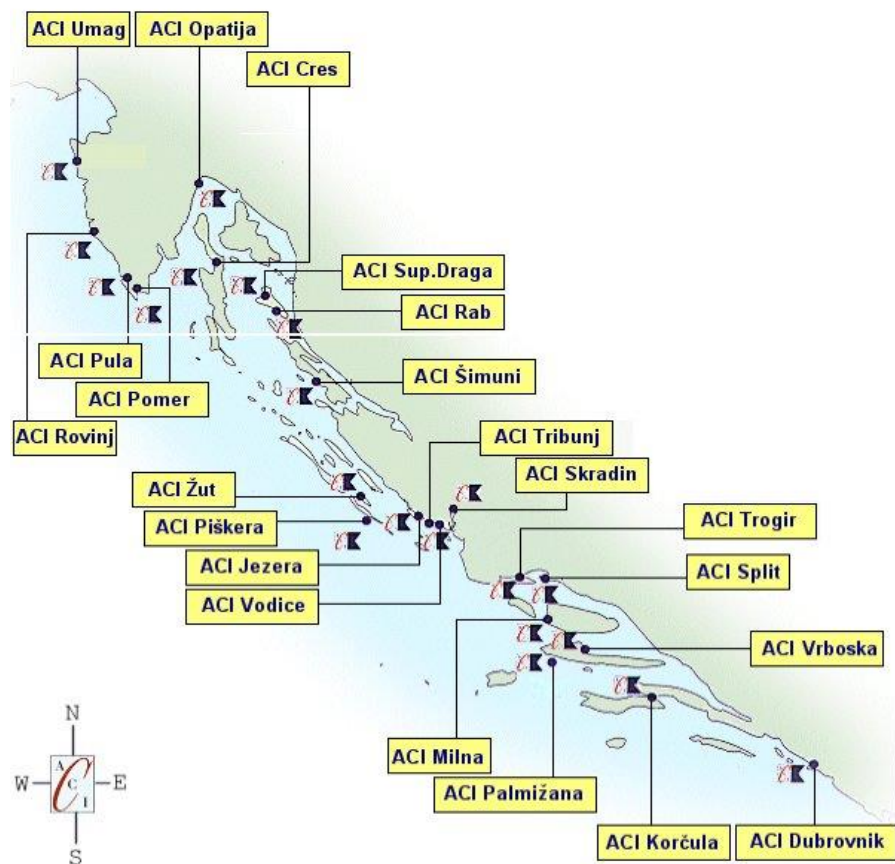 ACI Umag
ACI Opatija
ACI Cres
ACI Sup.Draga
ACI Rab
ACI Pula
ACI Šimuni
ACI Pomer
ACI Rovinj
ACI Tribunj
ACI Skradin
ACI Žut
ACI Piškera
ACI Trogir
ACI Jezera
ACI Split
ACI Vodice
ACI Vrboska
ACI Milna
ACI Palmižana
ACI Korčula
ACI Dubrovnik
N
W
A
C
I
E
S